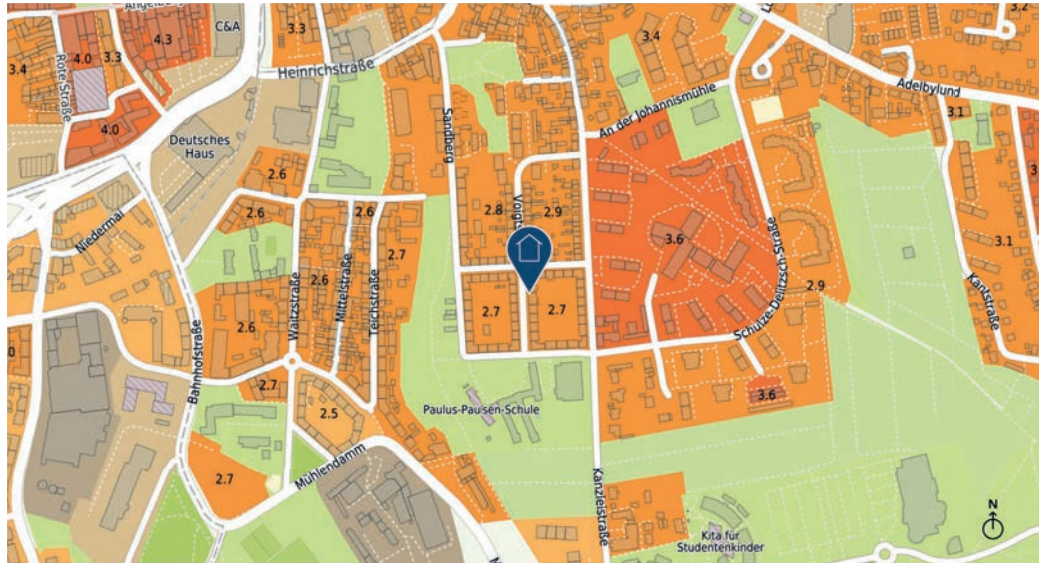 Angelburg
3.4
Rote Straße
4.0
3.3
4.3
C&A
3.3
Heinrichstraße
3.4
3.2
Adelbylund
3.1
4.0
Deutsches
Haus
Sandberg
An der Johannismühle
2.6
2.8
2.9
3.6
3.1
Niedermai
2.6
2.6
2.7
2.6
Waitzstraße
Mittelstraße
Teichstraße
2.7
2.7
2.9
Schulze-Delitzsch-Straße
Kantstraße
2.6
Bahnhofstraße
2.7
2.5
Paulus-Paulsen-Schule
3.6
2.7
Mühlendamm
Kanzleistraße
Kita für
Studentenkinder
N